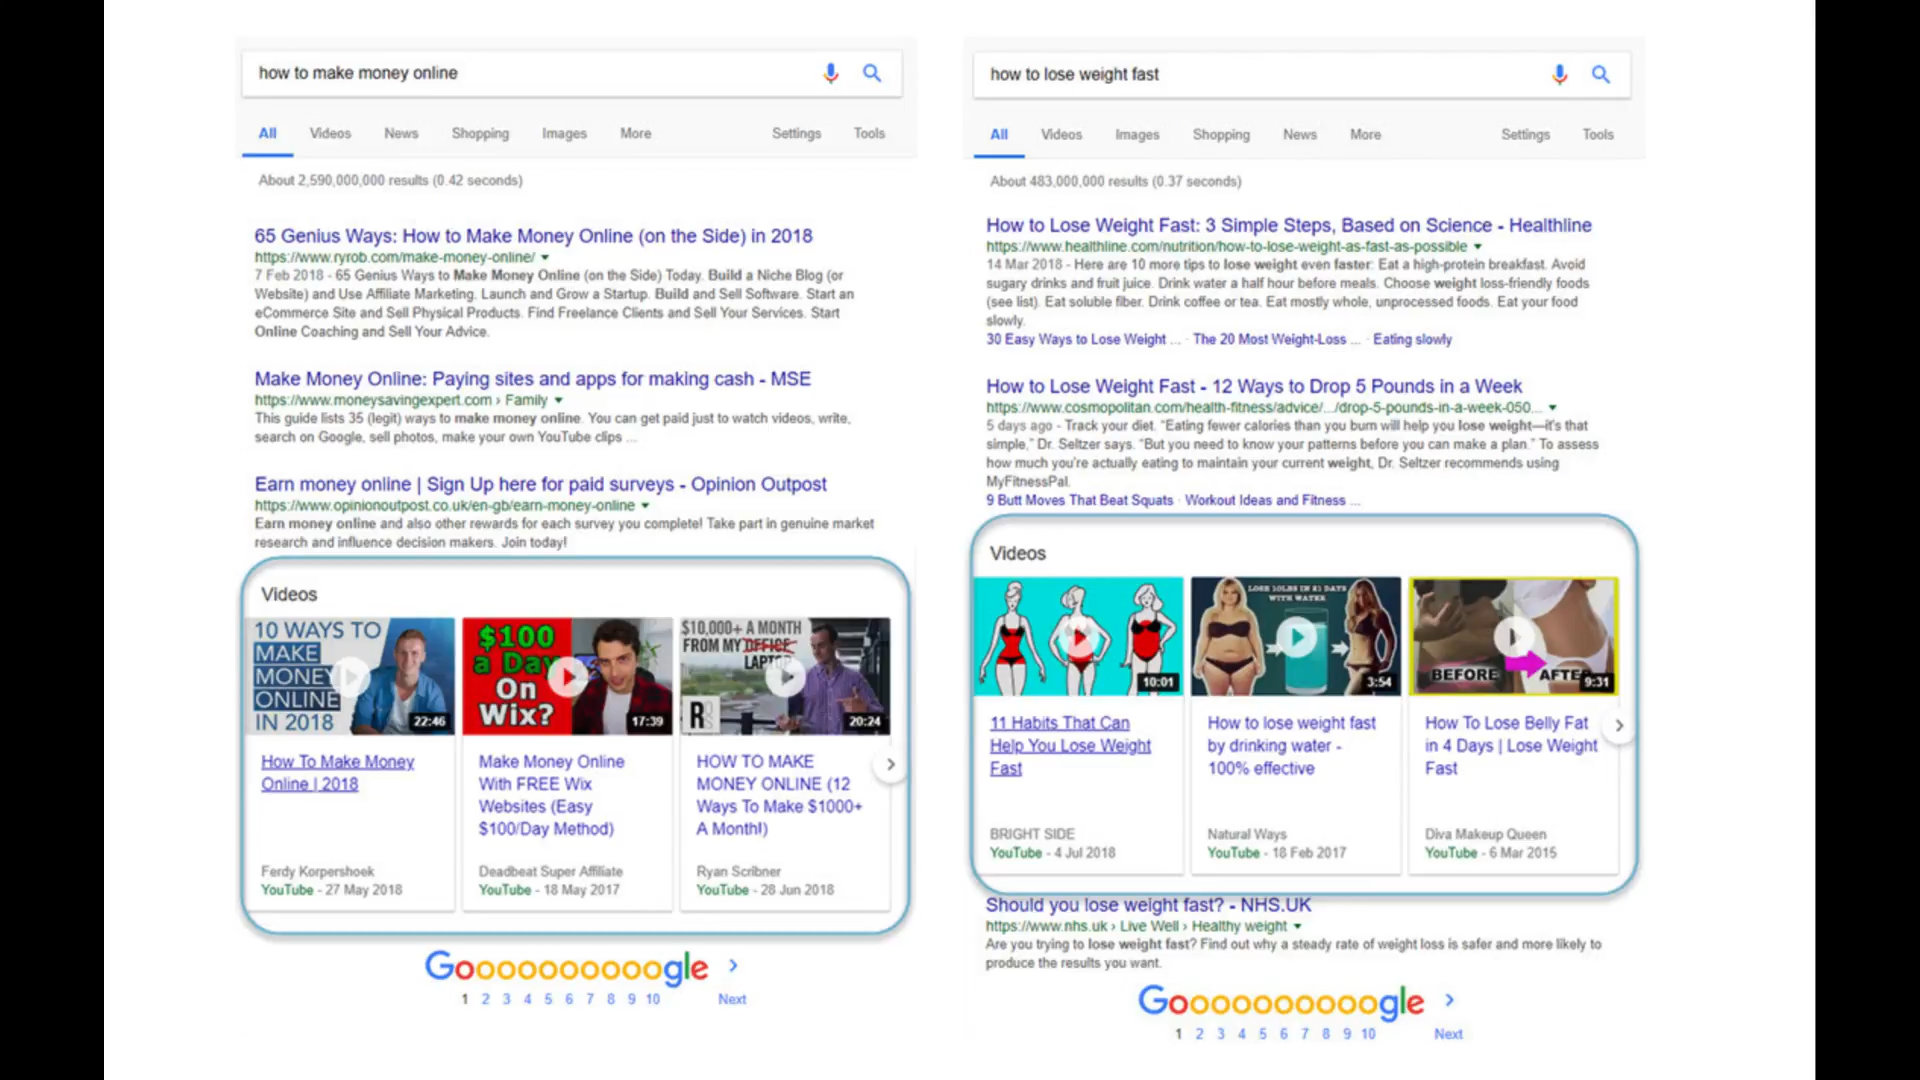 how to make money online
All Videos News Shopping Images More Settings Tools
About 2,590,000,000 results (0.42 seconds)
65 Genius Ways: How to Make Money Online (on the Side) in 2018
https://www.ryrob.com/make-money-online/
7 Feb 2018 - 65 Genius Ways to Make Money Online (on the Side) Today. Build a Niche Blog (or
Website) and Use Affiliate Marketing. Launch and Grow a Startup. Build and Sell Software. Start an
eCommerce Site and Sell Physical Products. Find Freelance Clients and Sell Your Services. Start
Online Coaching and Sell Your Advice.
Make Money Online: Paying sites and apps for making cash - MSE
https://www.moneysavingexpert.com › Family
This guide lists 35 (legit) ways to make money online. You can get paid just to watch videos, write,
search on Google, sell photos, make your own YouTube clips ...
Earn money online | Sign Up here for paid surveys - Opinion Outpost
https://www.opinionoutpost.co.uk/en-gb/earn-money-online
Earn money online and also other rewards for each survey you complete! Take part in genuine market
research and influence decision makers. Join today!
Videos
10 WAYS TO
MAKE
MONEY
ONLINE
IN 2018
22:46
How To Make Money
Online | 2018
Ferdy Korpershoek
YouTube - 27 May 2018
$100
a Day
On
Wix?
17:39
Make Money Online
With FREE Wix
Websites (Easy
$100/Day Method)
Deadbeat Super Affiliate
YouTube - 18 May 2017
$10,000+ A MONTH
FROM MY OFFICE
LAPTOP
R
20:24
HOW TO MAKE
MONEY ONLINE (12
Ways To Make $1000+
A Month!)
Ryan Scribner
YouTube - 28 Jun 2018
Goooooooooogle
1 2 3 4 5 6 7 8 9 10 Next
how to lose weight fast
All Videos Images Shopping News More Settings Tools
About 483,000,000 results (0.37 seconds)
How to Lose Weight Fast: 3 Simple Steps, Based on Science - Healthline
https://www.healthline.com/nutrition/how-to-lose-weight-as-fast-as-possible
14 Mar 2018 - Here are 10 more tips to lose weight even faster: Eat a high-protein breakfast. Avoid
sugary drinks and fruit juice. Drink water a half hour before meals. Choose weight loss-friendly foods
(see list). Eat soluble fiber. Drink coffee or tea. Eat mostly whole, unprocessed foods. Eat your food
slowly.
30 Easy Ways to Lose Weight ... · The 20 Most Weight-Loss ... · Eating slowly
How to Lose Weight Fast - 12 Ways to Drop 5 Pounds in a Week
https://www.cosmopolitan.com/health-fitness/advice/.../drop-5-pounds-in-a-week-050...
5 days ago - Track your diet. "Eating fewer calories than you burn will help you lose weight—it's that
simple," Dr. Seltzer says. "But you need to know your patterns before you can make a plan." To assess
how much you're actually eating to maintain your current weight, Dr. Seltzer recommends using
MyFitnessPal.
9 Butt Moves That Beat Squats · Workout Ideas and Fitness ...
Videos
10:01
11 Habits That Can
Help You Lose Weight
Fast
BRIGHT SIDE
YouTube - 4 Jul 2018
LOSE 10LBS IN 21 DAYS
WITH WATER
3:54
How to lose weight fast
by drinking water -
100% effective
Natural Ways
YouTube - 18 Feb 2017
BEFORE AFTE
9:31
How To Lose Belly Fat
in 4 Days | Lose Weight
Fast
Diva Makeup Queen
YouTube - 6 Mar 2015
Should you lose weight fast? - NHS.UK
https://www.nhs.uk › Live Well › Healthy weight
Are you trying to lose weight fast? Find out why a steady rate of weight loss is safer and more likely to
produce the results you want.
Goooooooooogle
1 2 3 4 5 6 7 8 9 10 Next